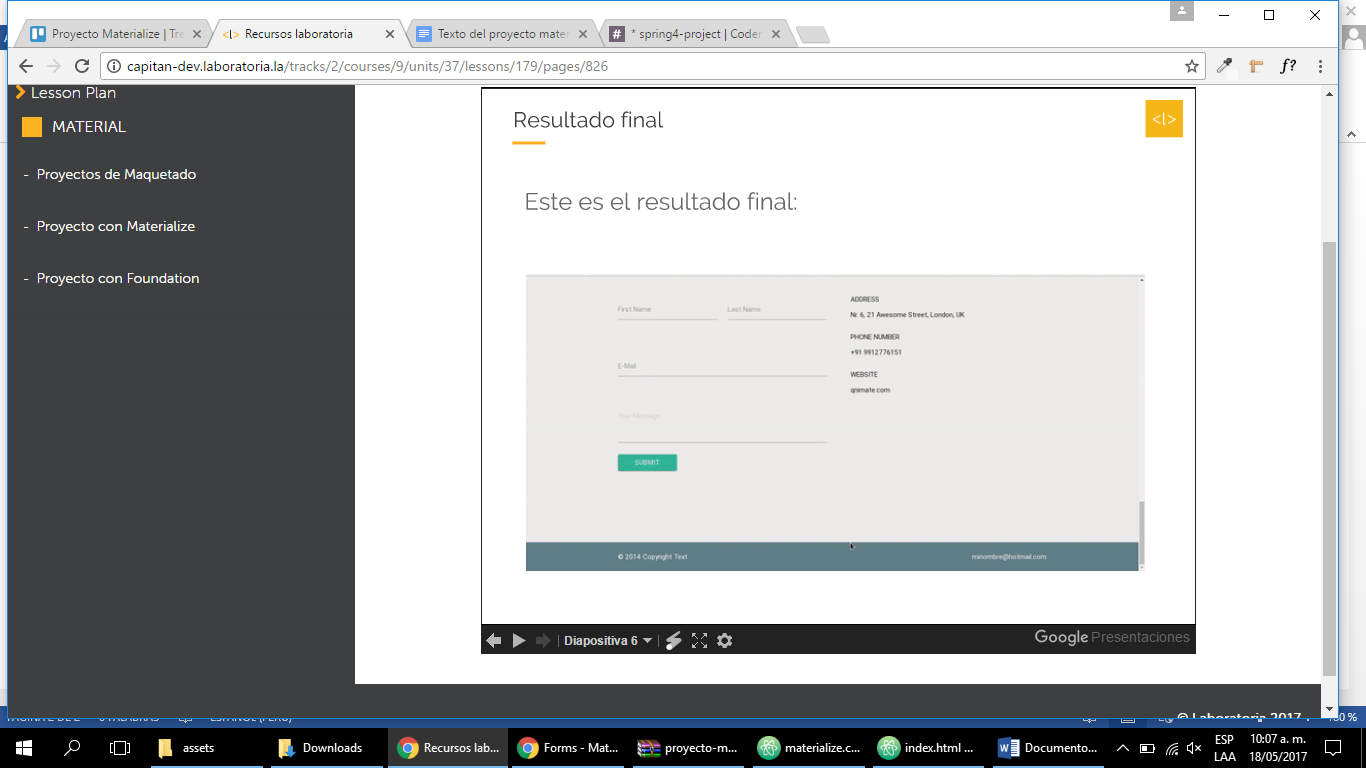 Proyecto Materialize | Tre
<l> Recursos laboratoria
Texto del proyecto mater
# * spring4-project | Coder
capitan-dev.laboratoria.la/tracks/2/courses/9/units/37/lessons/179/pages/826
f?
Lesson Plan
MATERIAL
- Proyectos de Maquetado
- Proyecto con Materialize
- Proyecto con Foundation
Resultado final
<l>
Este es el resultado final:
First Name
Last Name
E-Mail
Your Message
SUBMIT
ADDRESS
Nr. 6, 21 Awesome Street, London, UK
PHONE NUMBER
+91 9912776151
WEBSITE
qnimate.com
© 2014 Copyright Text
minombre@hotmail.com
Diapositiva 6
Google Presentaciones
© Laboratoria 2017
assets
Downloads
Recursos lab...
Forms - Mat...
proyecto-m...
materialize.c...
index.html ...
Documento...
ESP
LAA
10:07 a. m.
18/05/2017